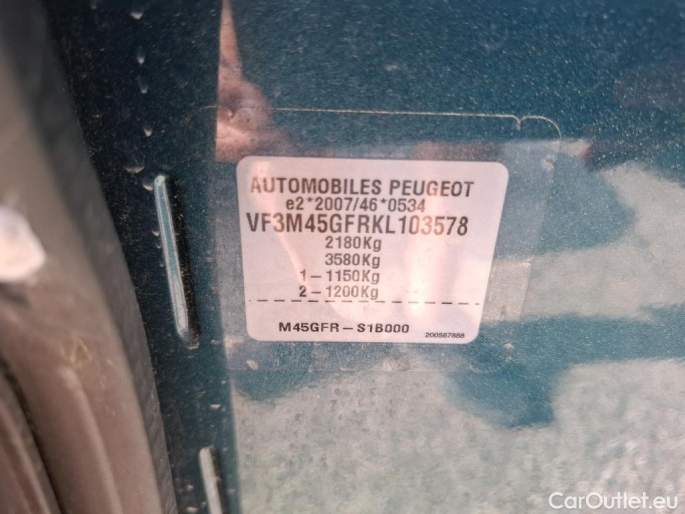 AUTOMOBILES PEUGEOT
e2*2007/46*0534
VF3M45GFRKL103578
2180Kg
3580Kg
1-1150Kg
2-1200Kg
M45GFR-S1B000
200587888
CarOutlet.eu